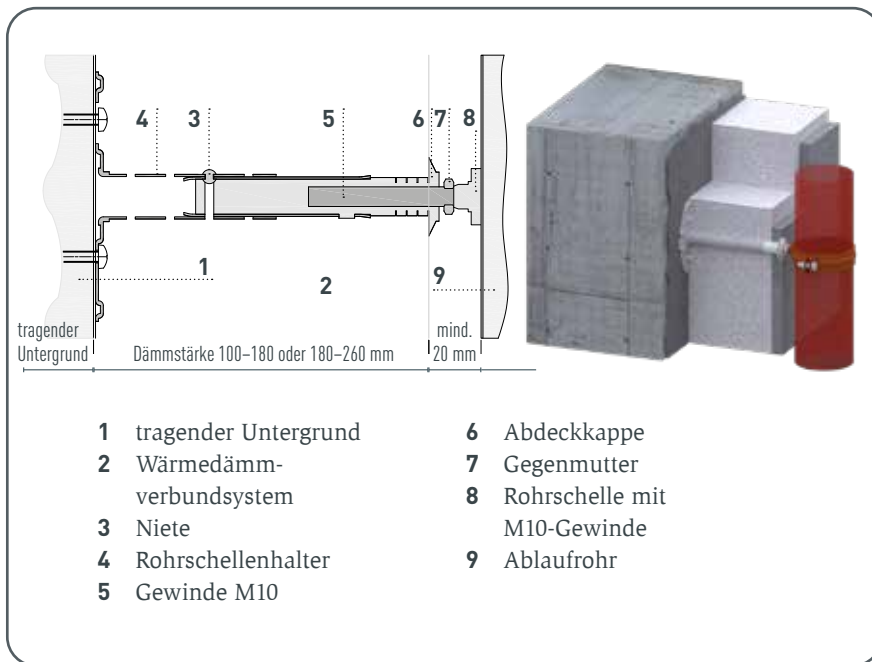 4 3 5 6 7 8
1 2 9
tragender
Untergrund
Dämmstärke 100–180 oder 180–260 mm
mind.
20 mm
1 tragender Untergrund
2 Wärmedämm-
verbundsystem
3 Niete
4 Rohrschellenhalter
5 Gewinde M10
6 Abdeckkappe
7 Gegenmutter
8 Rohrschelle mit
M10-Gewinde
9 Ablaufrohr